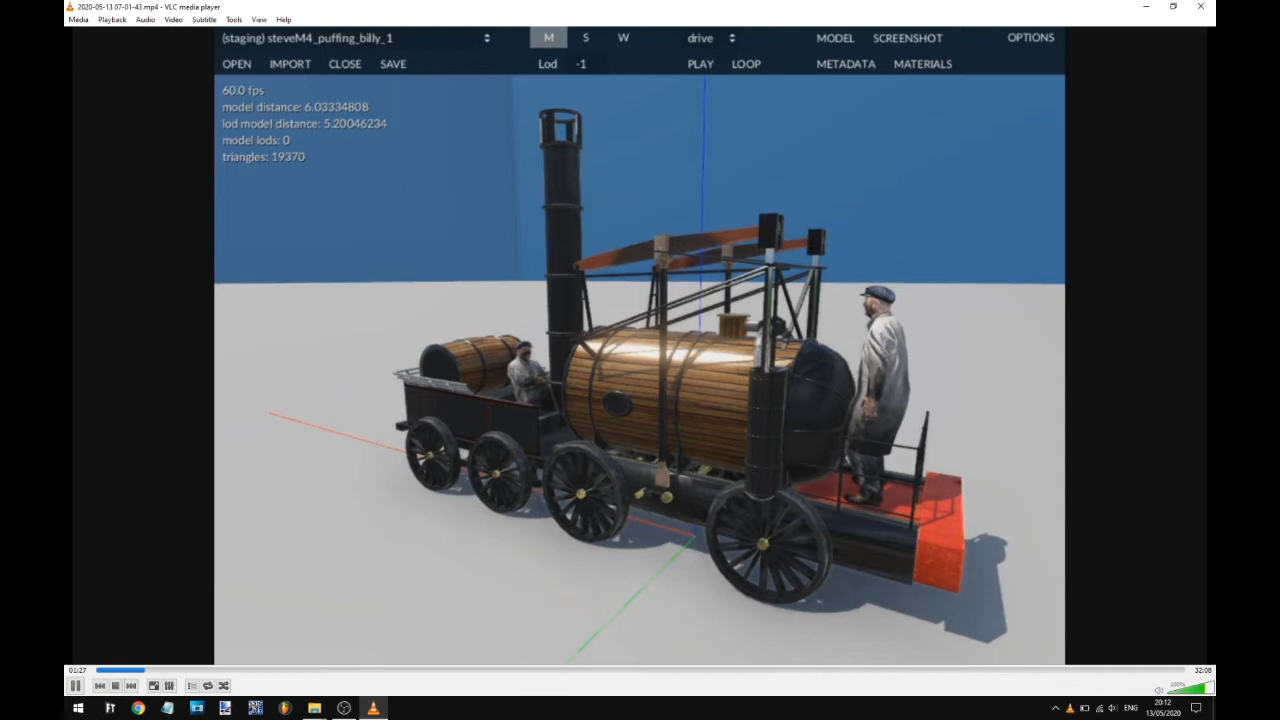 2020-05-13 07-01-43.mp4 - VLC media player
Media Playback Audio Video Subtitle Tools View Help
(staging) steveM4_puffing_billy_1 M S W drive MODEL SCREENSHOT OPTIONS
OPEN IMPORT CLOSE SAVE Lod -1 PLAY LOOP METADATA MATERIALS
60.0 fps
model distance: 6.03334808
lod model distance: 5.20046234
model lods: 0
triangles: 19370
01:27 32:08
100%
ENG 20:12
13/05/2020